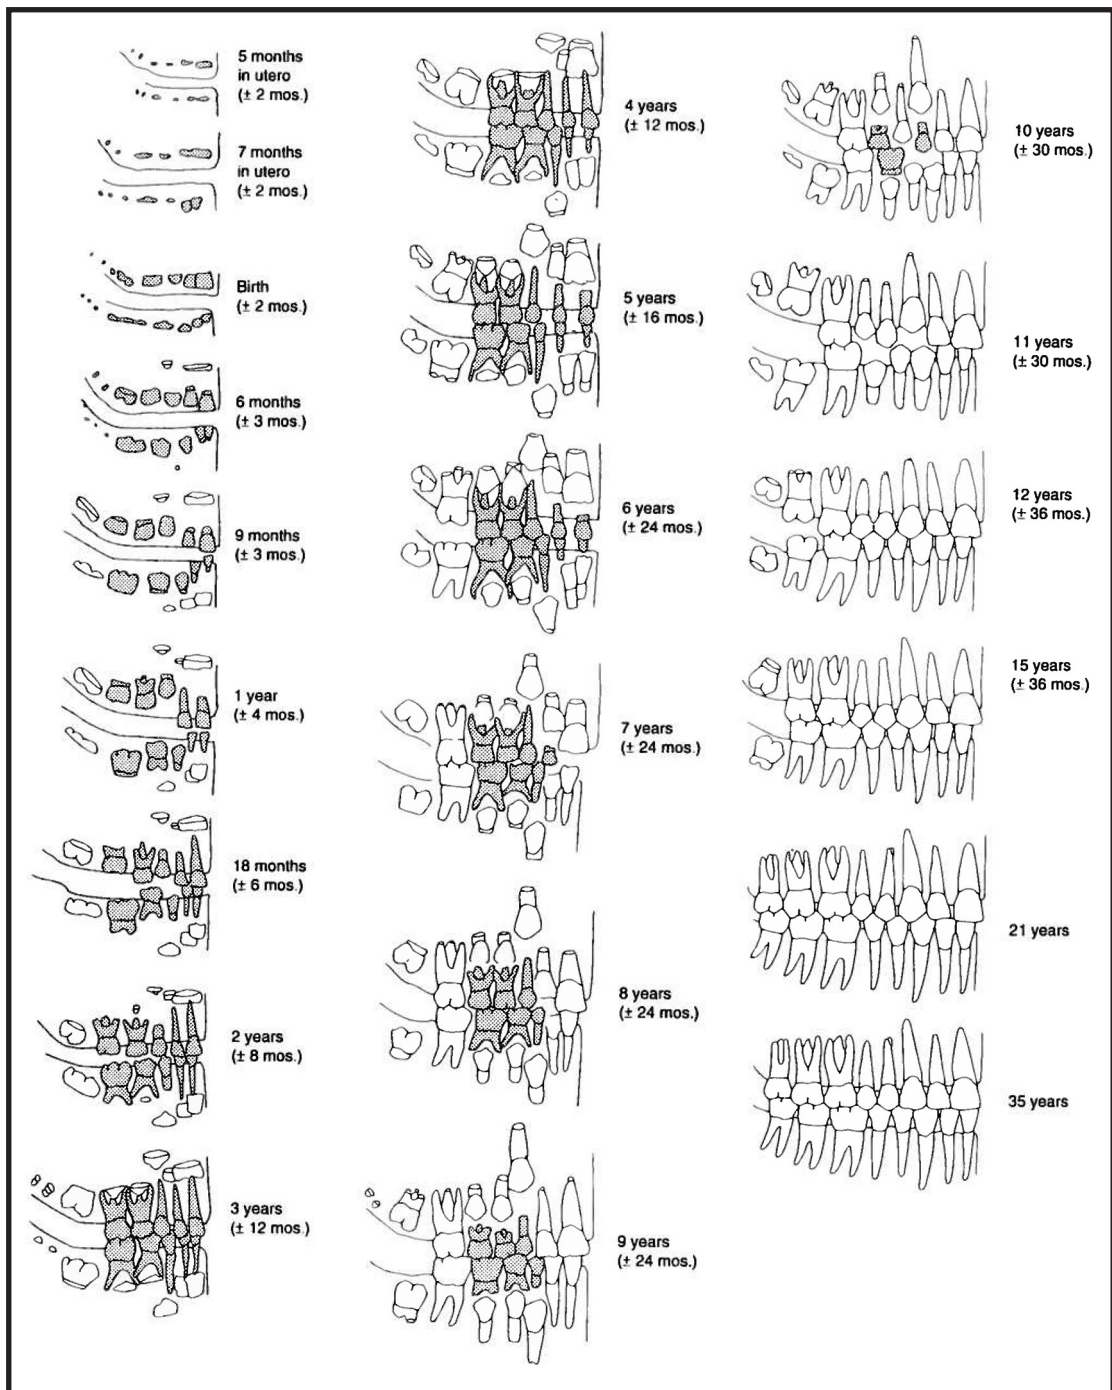 5 months
in utero
(± 2 mos.)
7 months
in utero
(± 2 mos.)
Birth
(± 2 mos.)
6 months
(± 3 mos.)
9 months
(± 3 mos.)
1 year
(± 4 mos.)
18 months
(± 6 mos.)
2 years
(± 8 mos.)
3 years
(± 12 mos.)
4 years
(± 12 mos.)
5 years
(± 16 mos.)
6 years
(± 24 mos.)
7 years
(± 24 mos.)
8 years
(± 24 mos.)
9 years
(± 24 mos.)
10 years
(± 30 mos.)
11 years
(± 30 mos.)
12 years
(± 36 mos.)
15 years
(± 36 mos.)
21 years
35 years